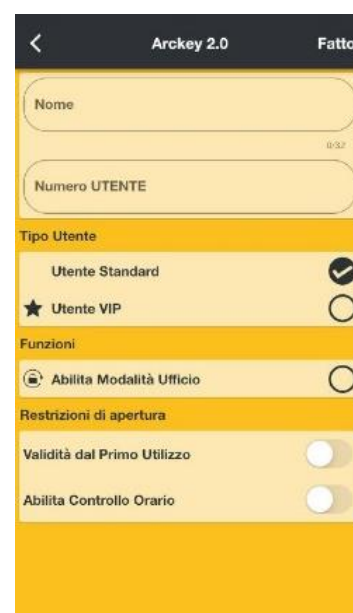 Arckey 2.0 Fatto
Nome
0/32
Numero UTENTE
Tipo Utente
Utente Standard
Utente VIP
Funzioni
Abilita Modalità Ufficio
Restrizioni di apertura
Validità dal Primo Utilizzo
Abilita Controllo Orario